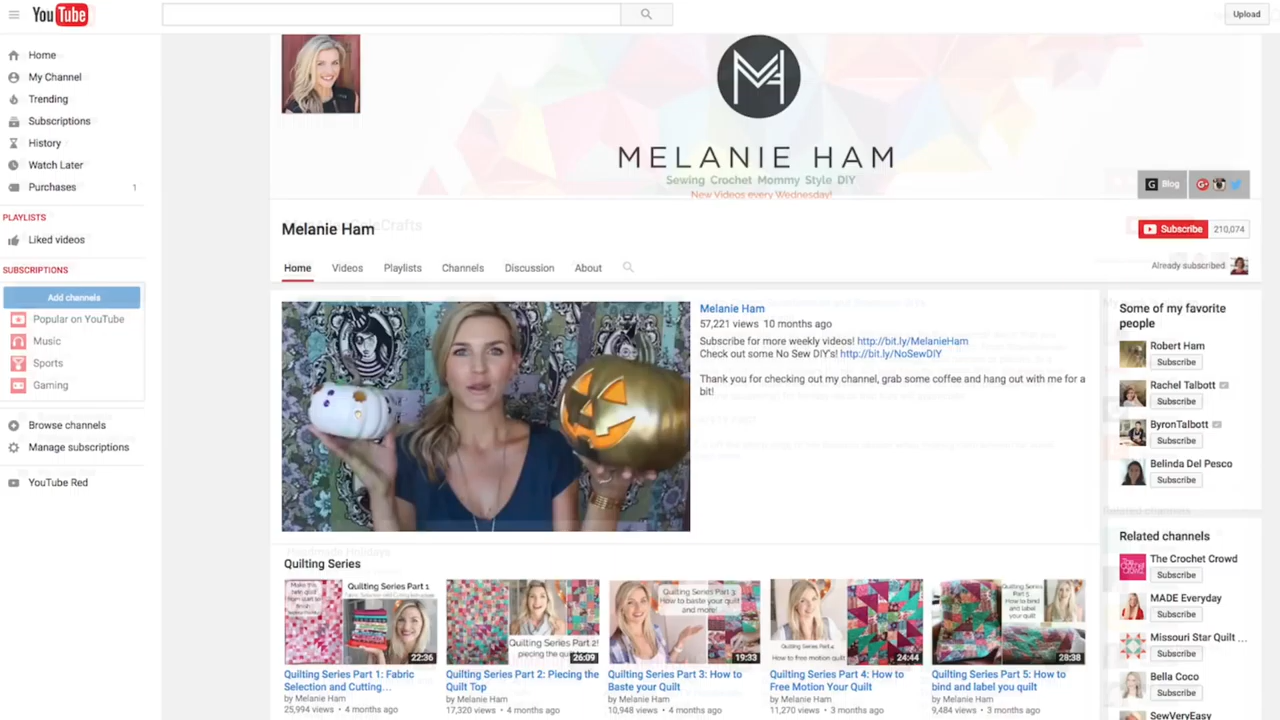 YouTube
Upload
Home
My Channel
Trending
Subscriptions
History
Watch Later
Purchases 1
PLAYLISTS
Liked videos
SUBSCRIPTIONS
Add channels
Popular on YouTube
Music
Sports
Gaming
Browse channels
Manage subscriptions
YouTube Red
MELANIE HAM
Sewing Crochet Mommy Style DIY
New Videos every Wednesday!
Blog
Melanie Ham
Subscribe 210,074
Home Videos Playlists Channels Discussion About
Already subscribed
Melanie Ham
57,221 views 10 months ago
Subscribe for more weekly videos! http://bit.ly/MelanieHam
Check out some No Sew DIY's! http://bit.ly/NoSewDIY
Thank you for checking out my channel, grab some coffee and hang out with me for a
bit!
Some of my favorite
people
Robert Ham
Subscribe
Rachel Talbott
Subscribe
ByronTalbott
Subscribe
Belinda Del Pesco
Subscribe
Related channels
The Crochet Crowd
Subscribe
MADE Everyday
Subscribe
Missouri Star Quilt ...
Subscribe
Bella Coco
Subscribe
SewVeryEasy
Quilting Series
Quilting Series Part 1
22:36
Quilting Series Part 1: Fabric
Selection and Cutting...
by Melanie Ham
25,994 views • 4 months ago
Quilting Series Part 2!
piecing the quilt
26:09
Quilting Series Part 2: Piecing the
Quilt Top
by Melanie Ham
17,320 views • 4 months ago
Quilting Series Part 3:
How to baste your quilt
and more!
19:33
Quilting Series Part 3: How to
Baste your Quilt
by Melanie Ham
10,948 views • 4 months ago
Quilting Series Part 4:
How to free motion quilt
24:44
Quilting Series Part 4: How to
Free Motion Your Quilt
by Melanie Ham
11,270 views • 3 months ago
Quilting Series
Part 5
How to bind
and label
your quilt
28:38
Quilting Series Part 5: How to
bind and label you quilt
by Melanie Ham
9,484 views • 3 months ago